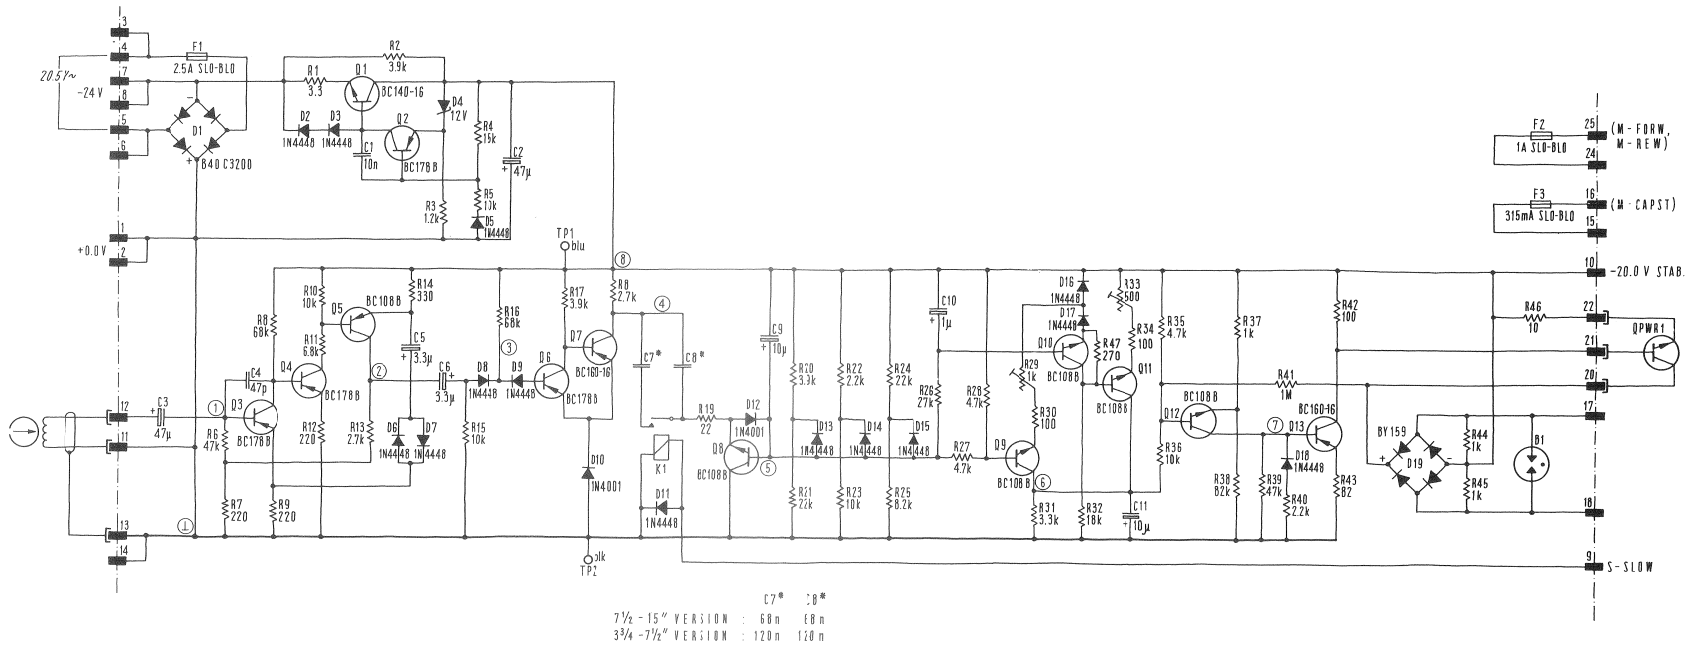 3
4
F1
2.5A SLO-BLO
20.5V~
7
-24V
8
5
6
D1
B40 C3200
R2
3.9k
R1
3.3
Q1
BC140-16
D2
1N4448
D3
1N4448
Q2
BC178B
C1
10n
D4
12V
R4
15k
C2
47µ
R5
10k
D5
1N4448
R3
1.2k
1
+0.0V
2
TP1
blu
8
25
(M-FORW,
M-REW)
F2
1A SLO-BLO
24
16
(M-CAPST)
F3
315mA SLO-BLO
15
10
-20.0V STAB.
R10
10k
Q5
BC108B
R14
330
R8
68k
R11
6.8k
Q4
BC178B
C4
47p
C5
3.3µ
2
C6
3.3µ
1
Q3
BC178B
12
C3
47µ
11
R6
47k
R12
220
R13
2.7k
D6
1N4448
D7
1N4448
R15
10k
R7
220
R9
220
13
14
R16
68k
3
D8
1N4448
D9
1N4448
Q6
BC178B
R17
3.9k
Q7
BC160-16
R8
2.7k
4
C7*
C8*
D10
1N4001
blk
TP2
R19
22
K1
D11
1N4448
D12
1N4001
Q8
BC108B
5
C9
10µ
R20
3.9k
R22
2.2k
R24
22k
D13
1N4448
D14
1N4448
D15
1N4448
R21
22k
R23
10k
R25
8.2k
C10
1µ
R26
27k
R28
4.7k
R27
4.7k
D16
1N4448
D17
1N4448
R33
500
R34
100
Q10
BC108B
R47
270
R29
1k
Q11
BC108B
R30
100
Q9
BC108B
6
R31
3.3k
R32
18k
C11
10µ
R35
4.7k
R36
10k
R37
1k
R41
1M
Q12
BC108B
7
Q13
BC160-16
D18
1N4448
R38
82k
R39
47k
R40
2.2k
R42
100
R43
82
R46
10
22
21
20
QPWR1
17
BY159
D19
R44
1k
R45
1k
B1
18
9
S-SLOW
C7* C8*
7½ -15" VERSION : 68n 68n
3¾ -7½" VERSION : 120n 120n